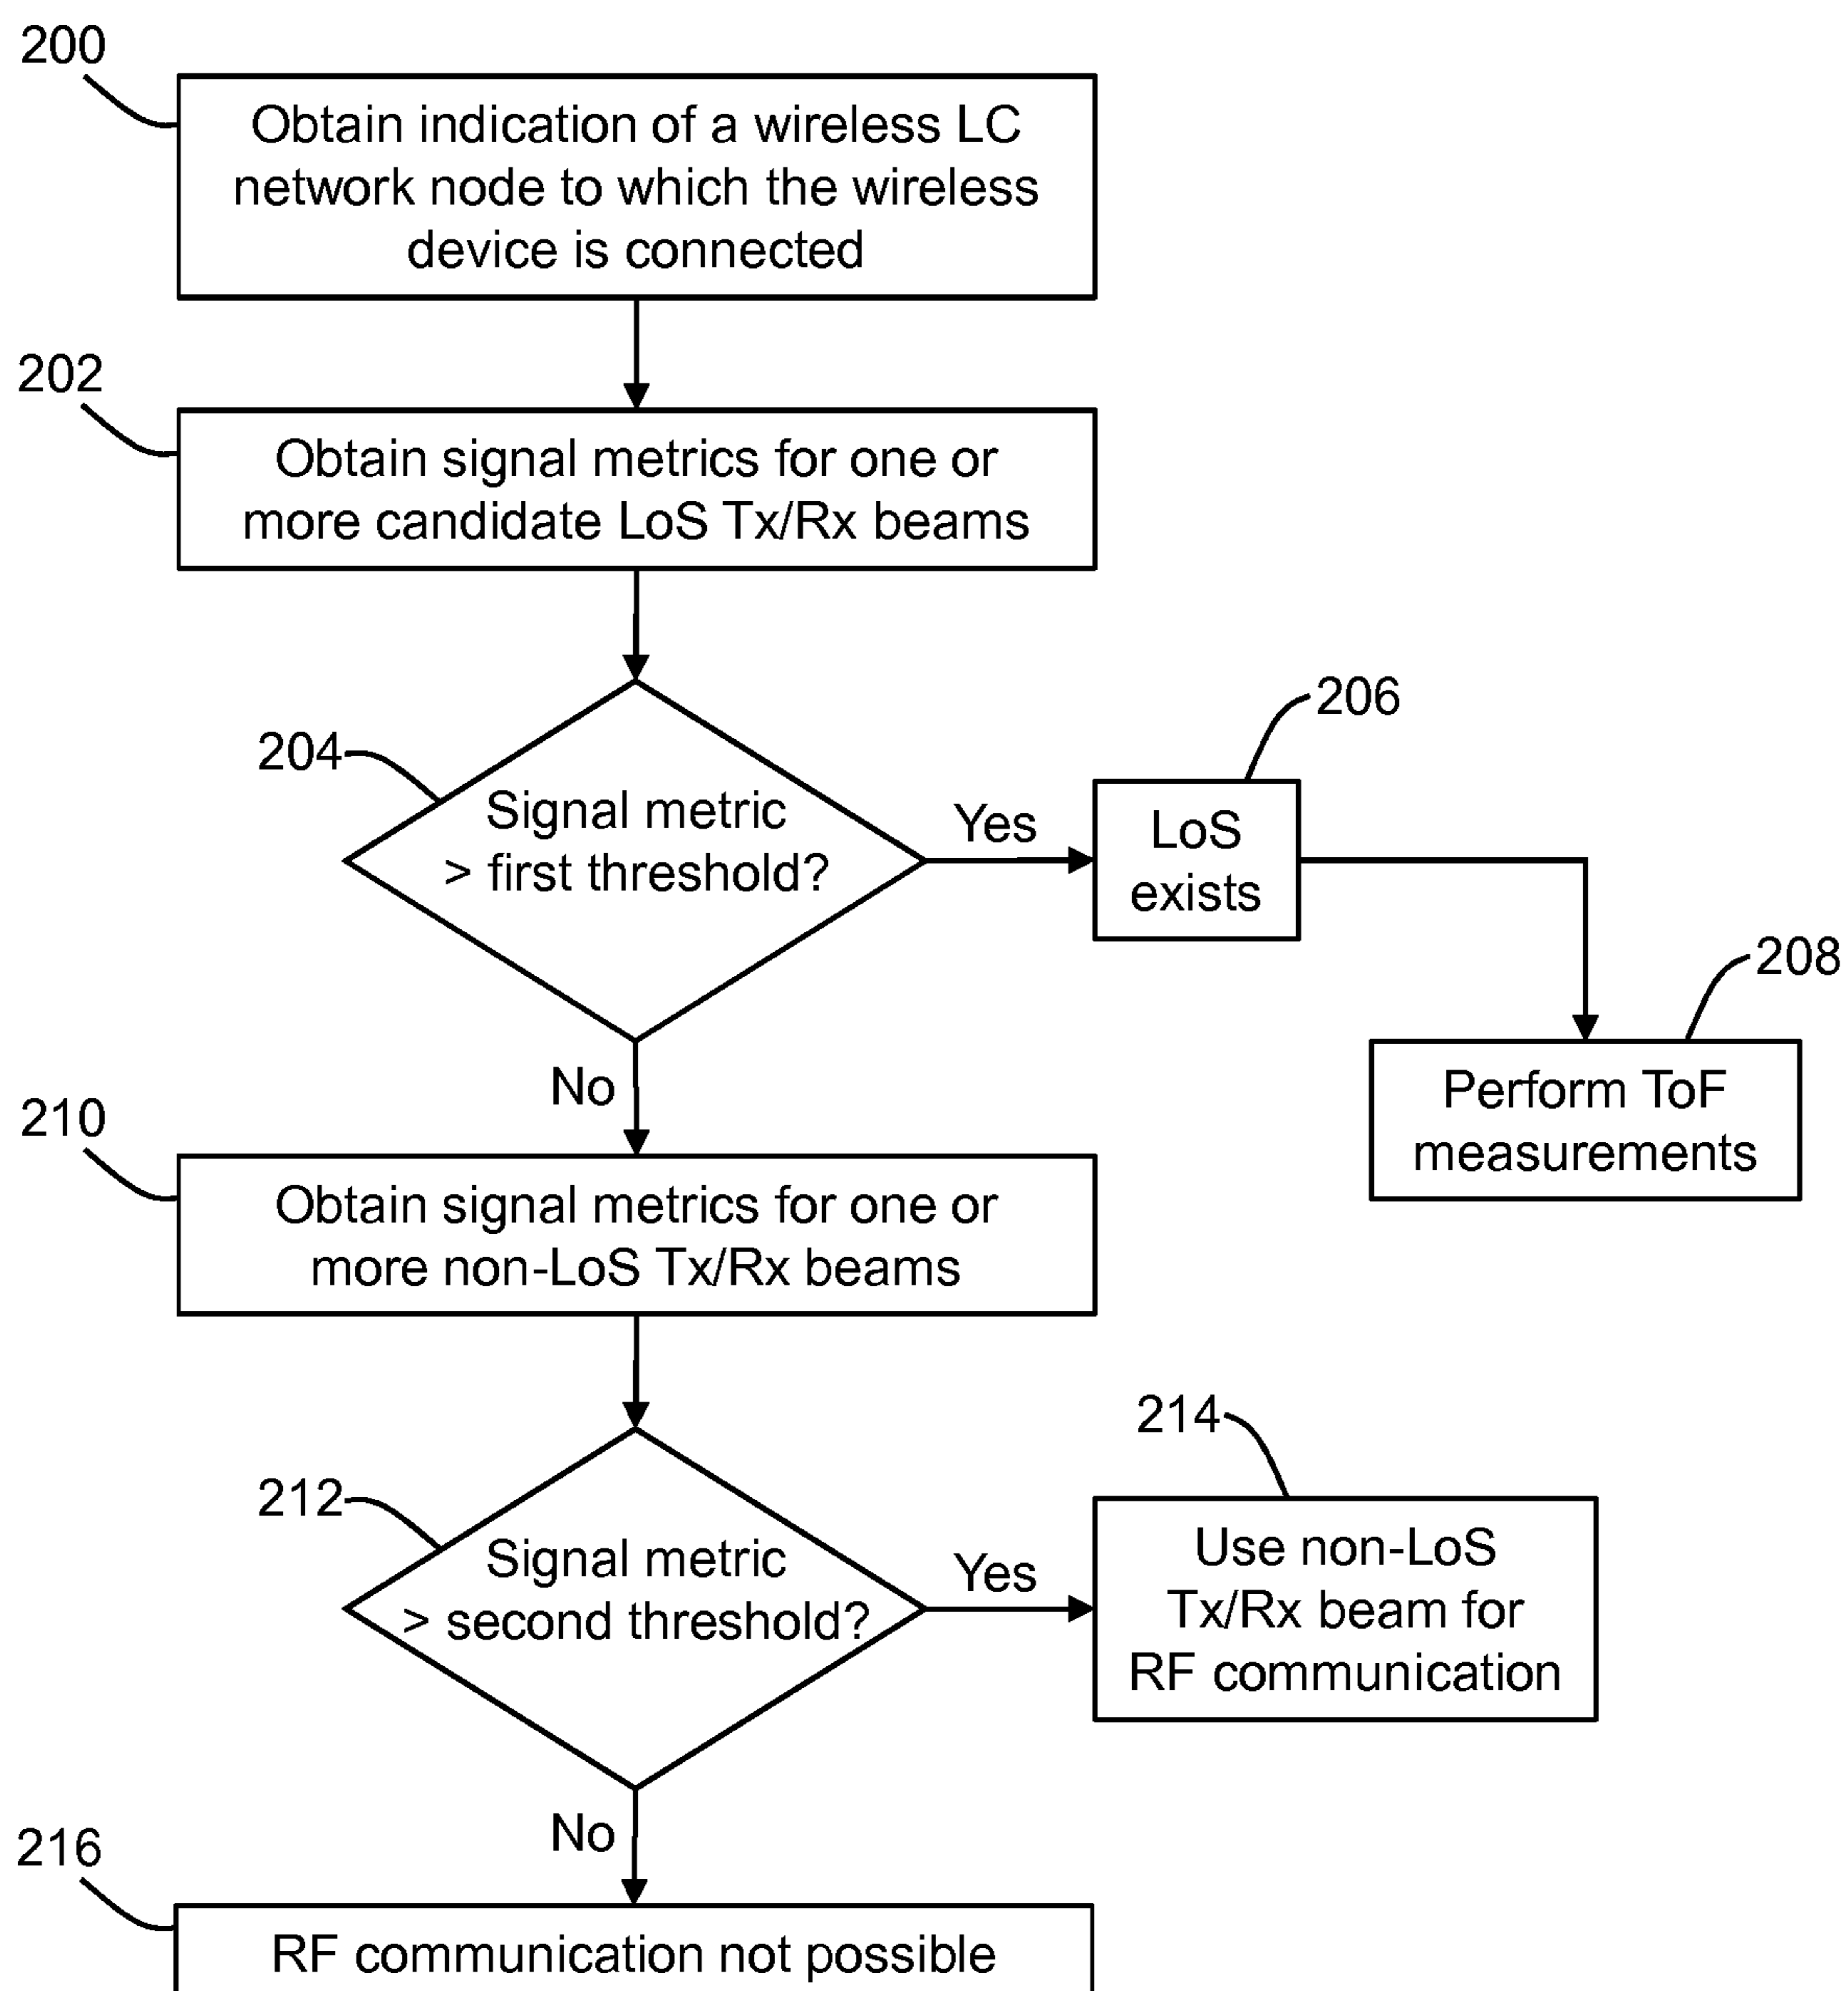 200
Obtain indication of a wireless LC
network node to which the wireless
device is connected
202
Obtain signal metrics for one or
more candidate LoS Tx/Rx beams
204
Signal metric
> first threshold?
Yes
206
LoS
exists
208
Perform ToF
measurements
No
210
Obtain signal metrics for one or
more non-LoS Tx/Rx beams
212
Signal metric
> second threshold?
Yes
214
Use non-LoS
Tx/Rx beam for
RF communication
No
216
RF communication not possible